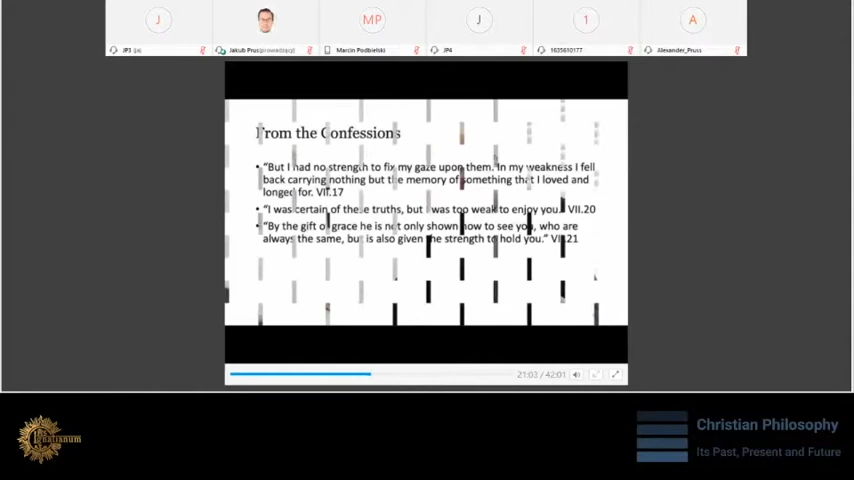 J
MP
J
1
A
JP3 (ja)
Jakub Prus(prowadzący)
Marcin Podbielski
JP4
1635610177
Alexander_Pruss
From the Confessions
• “But I had no strength to fix my gaze upon them. In my weakness I fell
back carrying nothing but the memory of something that I loved and
longed for. VII.17
• “I was certain of these truths, but I was too weak to enjoy you.” VII.20
• “By the gift of grace he is not only shown how to see you, who are
always the same, but is also given the strength to hold you.” VII.21
21:03 / 42:01
Ignatianum
Christian Philosophy
Its Past, Present and Future